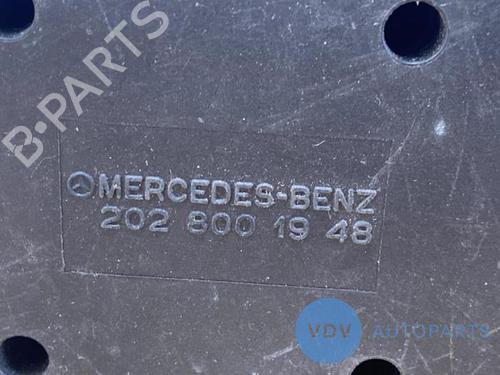 B-PARTS
MERCEDES-BENZ
202 800 19 48
VDV AUTOPARTS